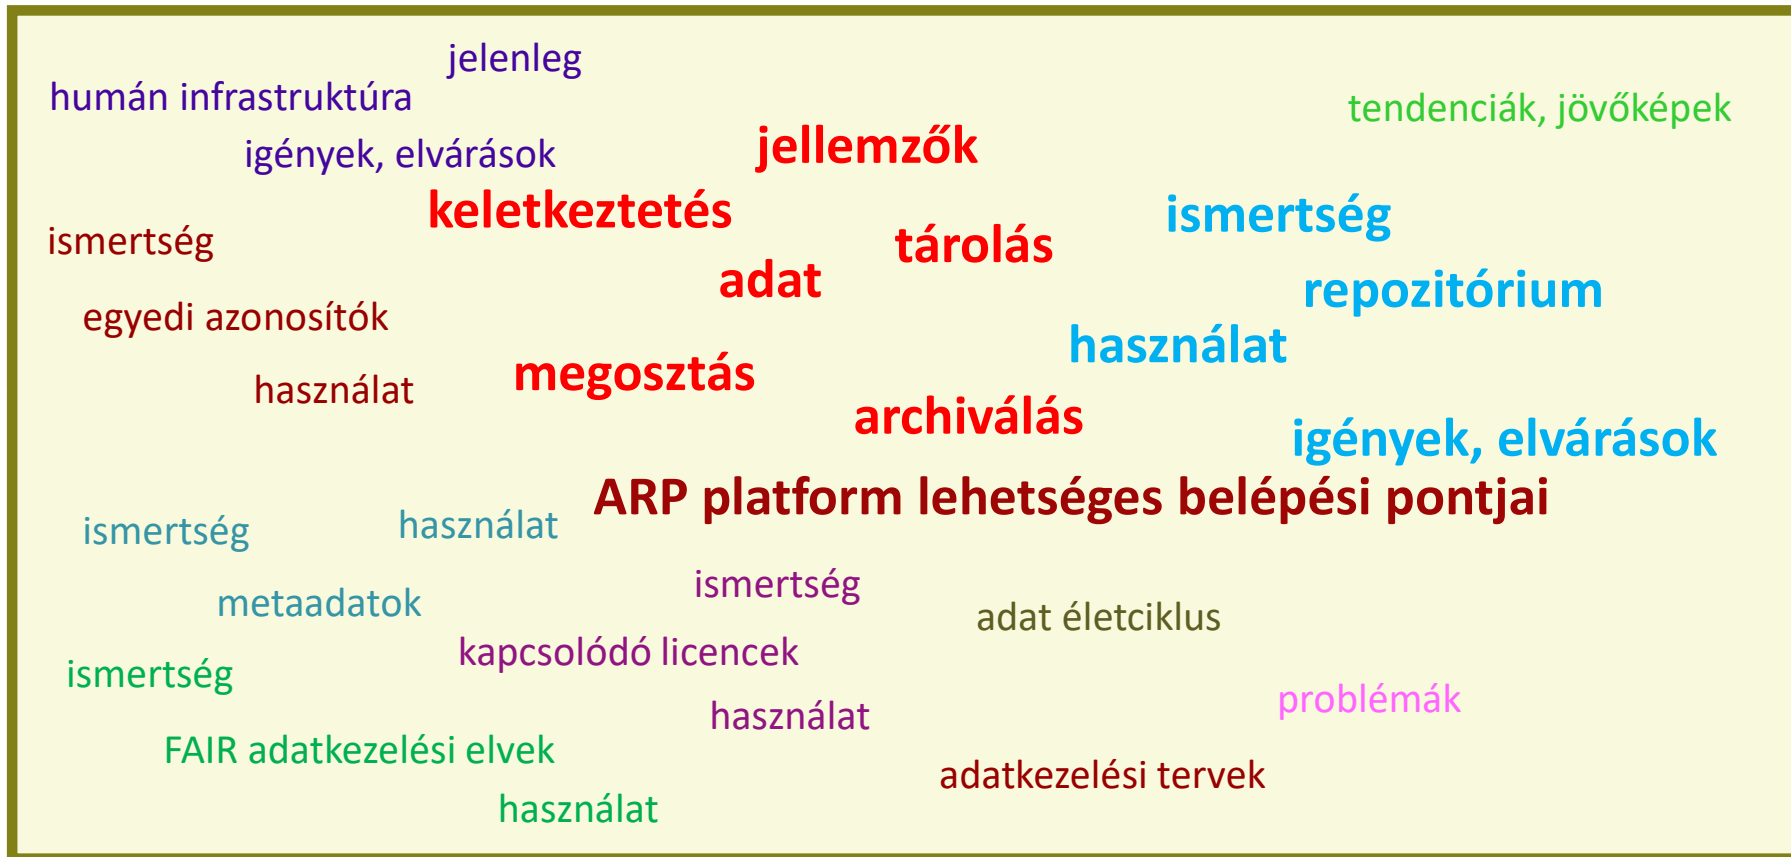 jelenleg
humán infrastruktúra
tendenciák, jövőképek
igények, elvárások
jellemzők
keletkeztetés
ismertség
ismertség
tárolás
adat
repozitórium
egyedi azonosítók
használat
megosztás
használat
archiválás
igények, elvárások
ARP platform lehetséges belépési pontjai
ismertség
használat
ismertség
metaadatok
adat életciklus
kapcsolódó licencek
ismertség
problémák
használat
FAIR adatkezelési elvek
adatkezelési tervek
használat